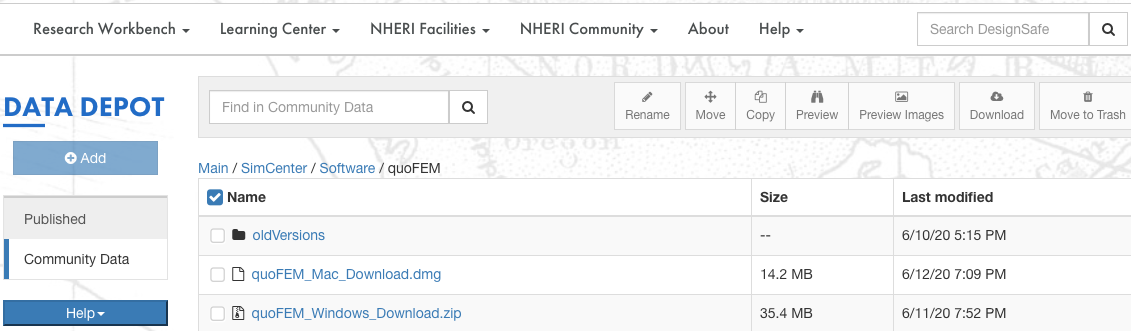 Research Workbench Learning Center NHERI Facilities NHERI Community About Help Search DesignSafe
DATA DEPOT
Add
Published
Community Data
Help
Find in Community Data
Rename Move Copy Preview Preview Images Download Move to Trash
Main / SimCenter / Software / quoFEM
Name Size Last modified
oldVersions -- 6/10/20 5:15 PM
quoFEM_Mac_Download.dmg 14.2 MB 6/12/20 7:09 PM
quoFEM_Windows_Download.zip 35.4 MB 6/11/20 7:52 PM